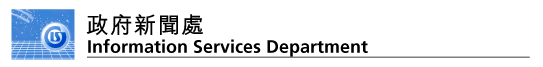 政府新聞處
Information Services Department